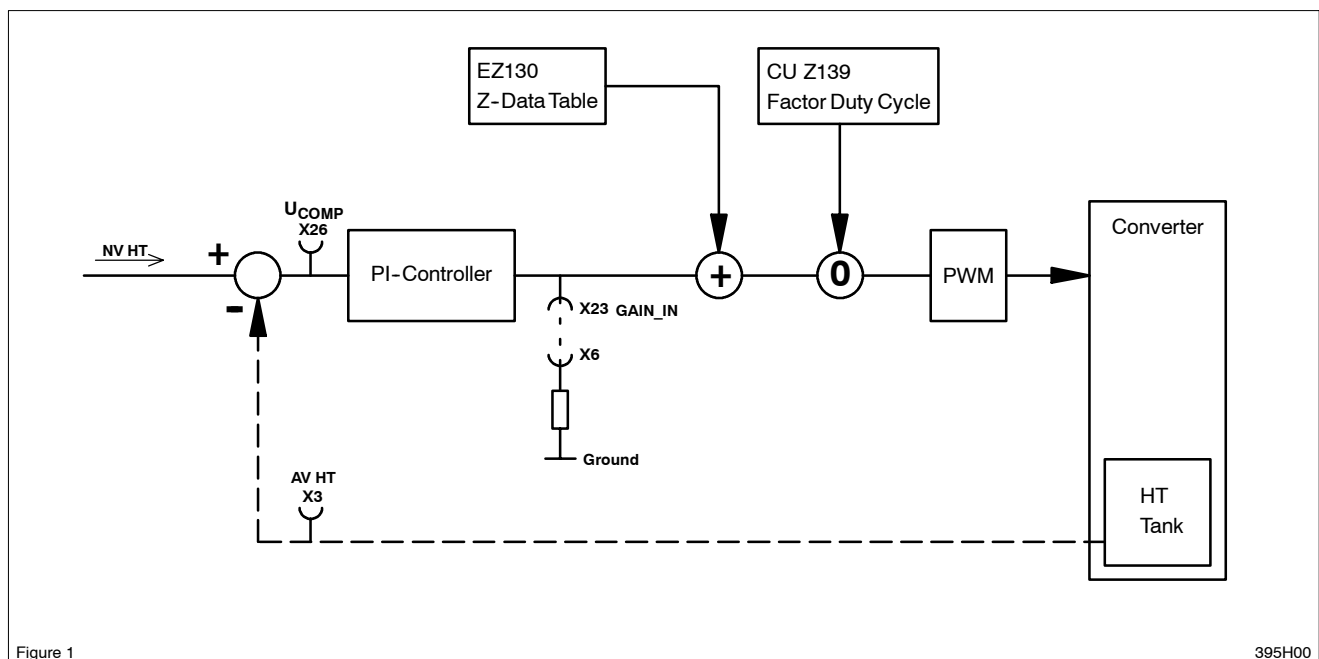 EZ130
Z-Data Table
CU Z139
Factor Duty Cycle
Converter
UCOMP
X26
NV HT
+
-
PI-Controller
+
0
PWM
X23 GAIN_IN
X6
Ground
AV HT
X3
HT
Tank
Figure 1
395H00